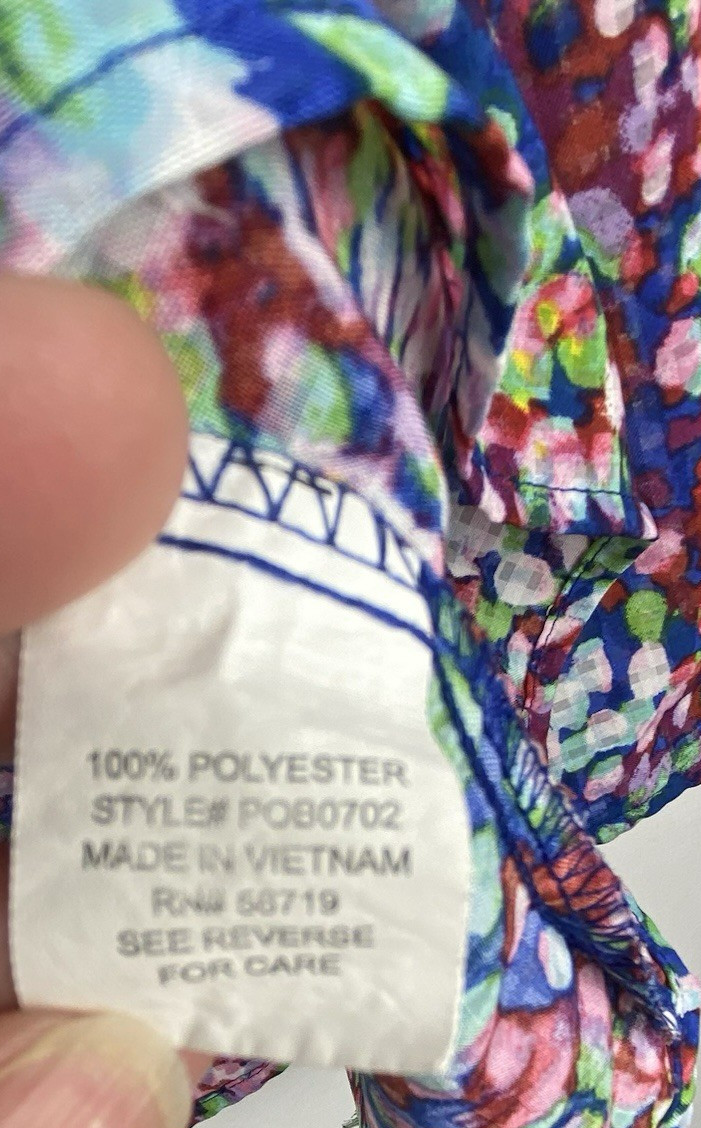 100% POLYESTER
STYLE# POB0702
MADE IN VIETNAM
RN# 58719
SEE REVERSE
FOR CARE